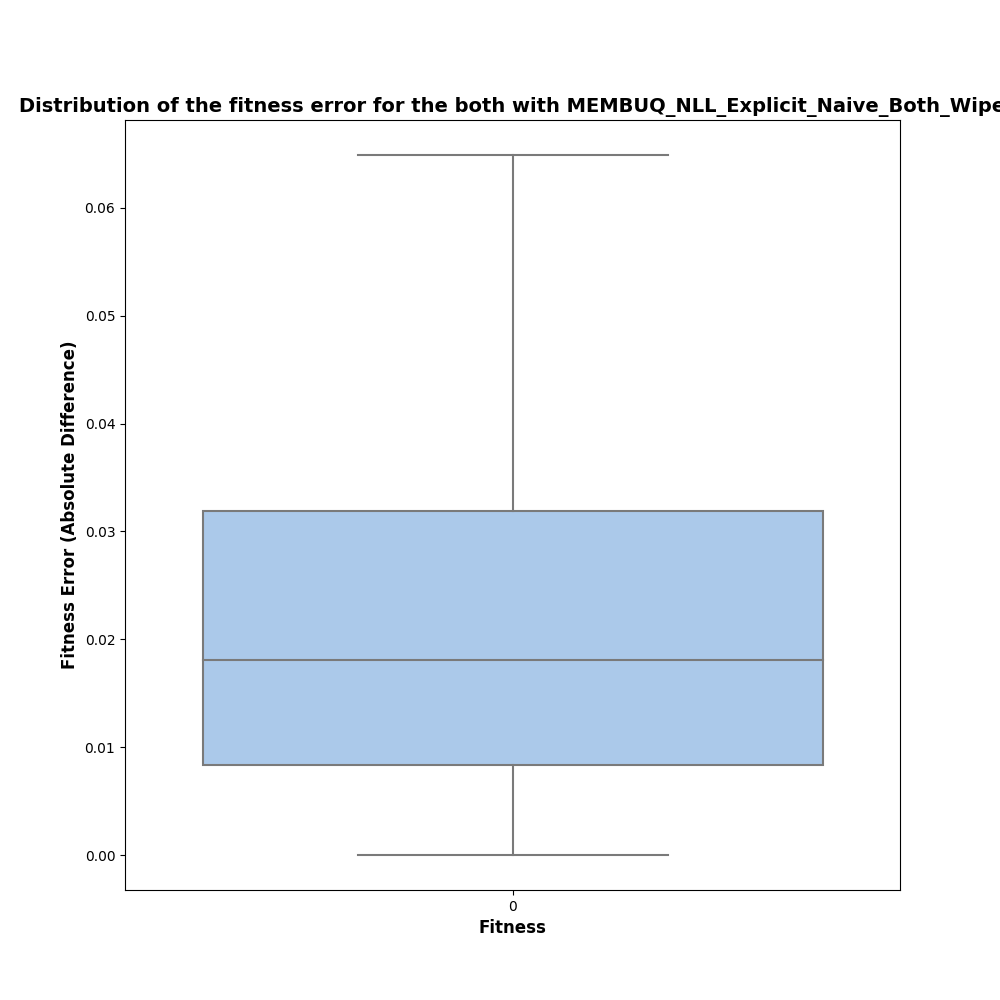 Distribution of the fitness error for the both with MEMBUQ_NLL_Explicit_Naive_Both_Wipe
0.06
0.05
0.04
0.03
0.02
0.01
0.00
Fitness Error (Absolute Difference)
0
Fitness